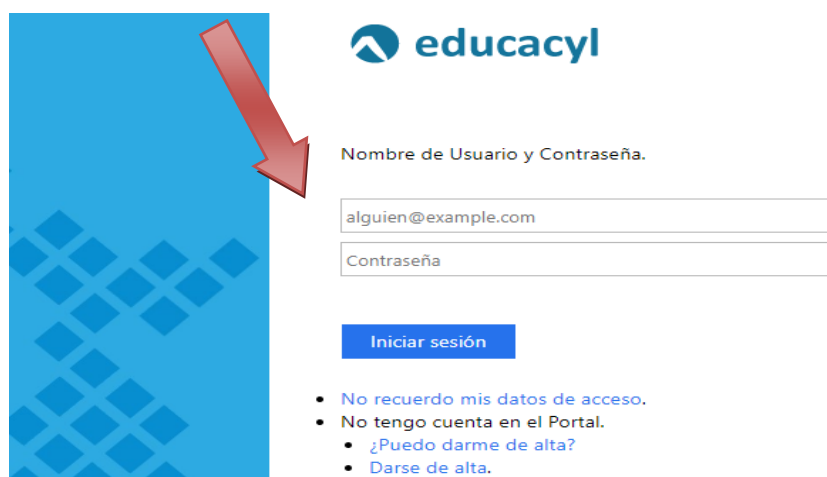 educacyl
Nombre de Usuario y Contraseña.
alguien@example.com
Contraseña
Iniciar sesión
No recuerdo mis datos de acceso.
No tengo cuenta en el Portal.
¿Puedo darme de alta?
Darse de alta.